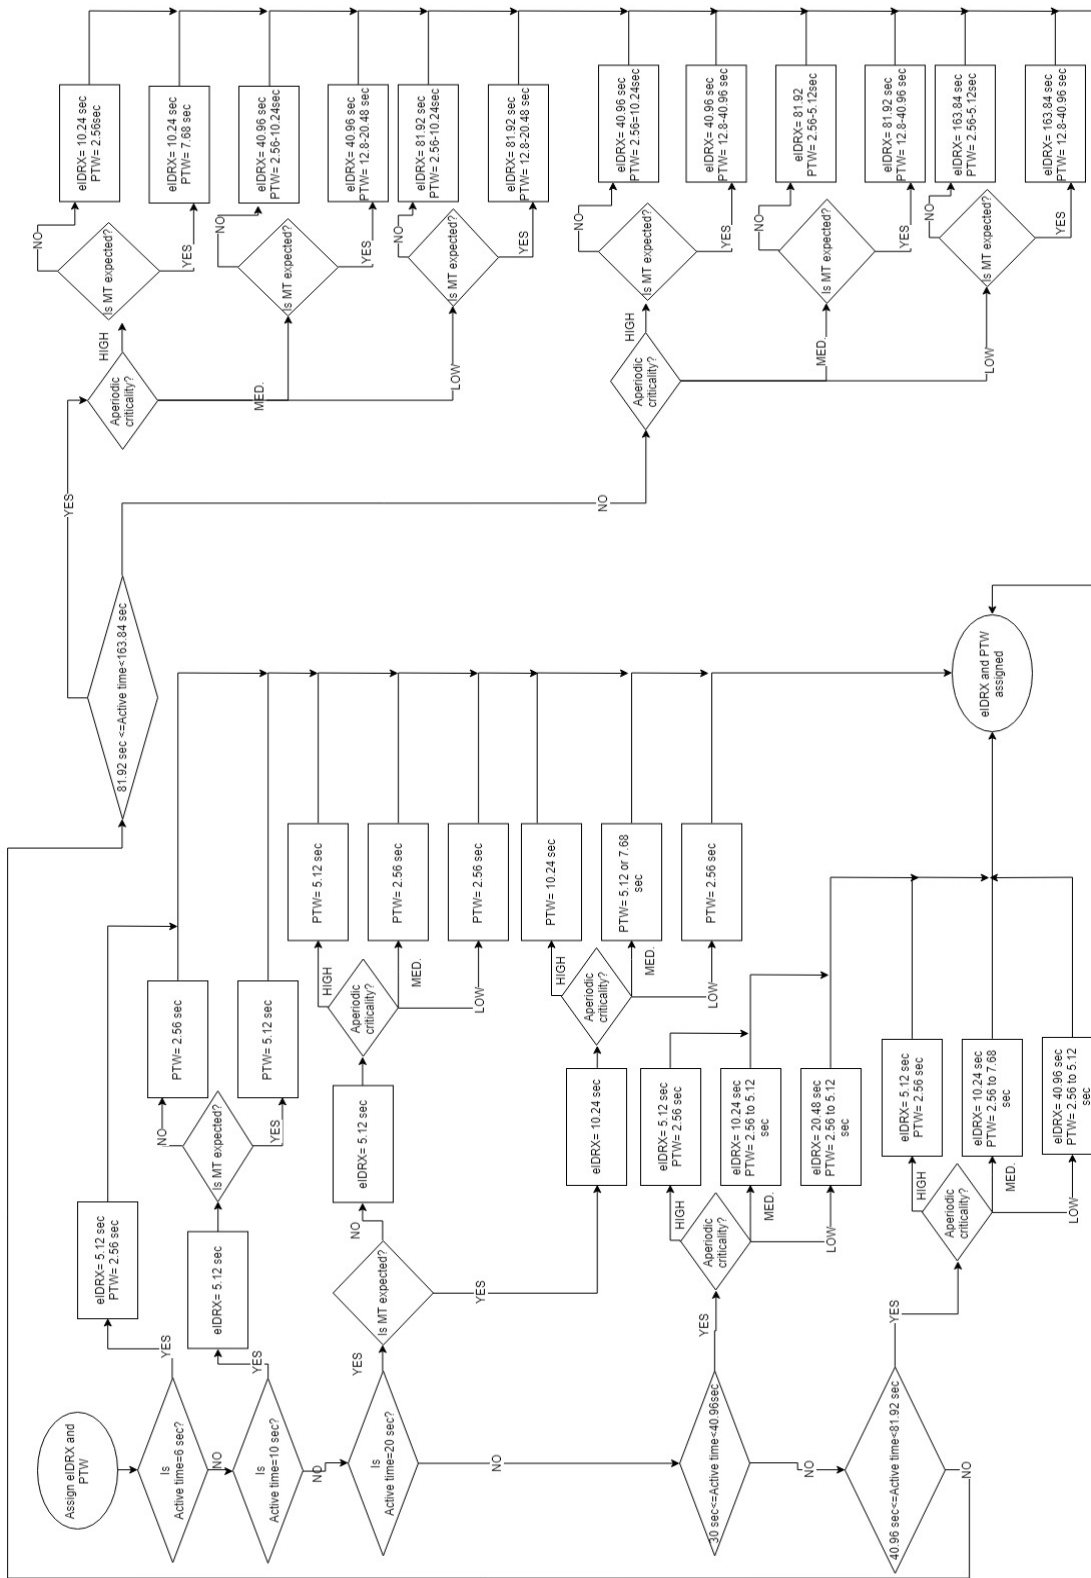 Assign eIDRX and
PTW
Is
Active time=6 sec?
YES
eIDRX= 5.12 sec
PTW= 2.56 sec
NO
Is
Active time=10 sec?
YES
eIDRX= 5.12 sec
Is MT expected?
NO
PTW= 2.56 sec
YES
PTW= 5.12 sec
NO
Is
Active time=20 sec?
YES
Is MT expected?
NO
eIDRX= 5.12 sec
Aperiodic
criticality?
HIGH
PTW= 5.12 sec
MED.
PTW= 2.56 sec
LOW
PTW= 2.56 sec
YES
eIDRX= 10.24 sec
Aperiodic
criticality?
HIGH
PTW= 10.24 sec
MED.
PTW= 5.12 or 7.68
sec
LOW
PTW= 2.56 sec
NO
30 sec<=Active time<40.96sec
YES
Aperiodic
criticality?
HIGH
eIDRX= 5.12 sec
PTW= 2.56 sec
MED.
eIDRX= 10.24 sec
PTW= 2.56 to 5.12
sec
LOW
eIDRX= 20.48 sec
PTW= 2.56 to 5.12
sec
NO
40.96 sec<=Active time<81.92 sec
YES
Aperiodic
criticality?
HIGH
eIDRX= 5.12 sec
PTW= 2.56 sec
MED.
eIDRX= 10.24 sec
PTW= 2.56 to 7.68
sec
LOW
eIDRX= 40.96 sec
PTW= 2.56 to 5.12
sec
NO
81.92 sec <=Active time<163.84 sec
YES
Aperiodic
criticality?
HIGH
Is MT expected?
NO
eIDRX= 10.24 sec
PTW= 2.56sec
YES
eIDRX= 10.24 sec
PTW= 7.68 sec
MED.
Is MT expected?
NO
eIDRX= 40.96 sec
PTW= 2.56-10.24sec
YES
eIDRX= 40.96 sec
PTW= 12.8-20.48 sec
LOW
Is MT expected?
NO
eIDRX= 81.92 sec
PTW= 2.56-10.24sec
YES
eIDRX= 81.92 sec
PTW= 12.8-20.48 sec
NO
Aperiodic
criticality?
HIGH
Is MT expected?
NO
eIDRX= 40.96 sec
PTW= 2.56=10.24sec
YES
eIDRX= 40.96 sec
PTW= 12.8-40.96 sec
MED.
Is MT expected?
NO
eIDRX= 81.92
PTW= 2.56-5.12sec
YES
eIDRX= 81.92 sec
PTW= 12.8-40.96 sec
LOW
Is MT expected?
NO
eIDRX= 163.84 sec
PTW= 2.56-5.12sec
YES
eIDRX= 163.84 sec
PTW= 12-40.96 sec
eIDRX and PTW
assigned